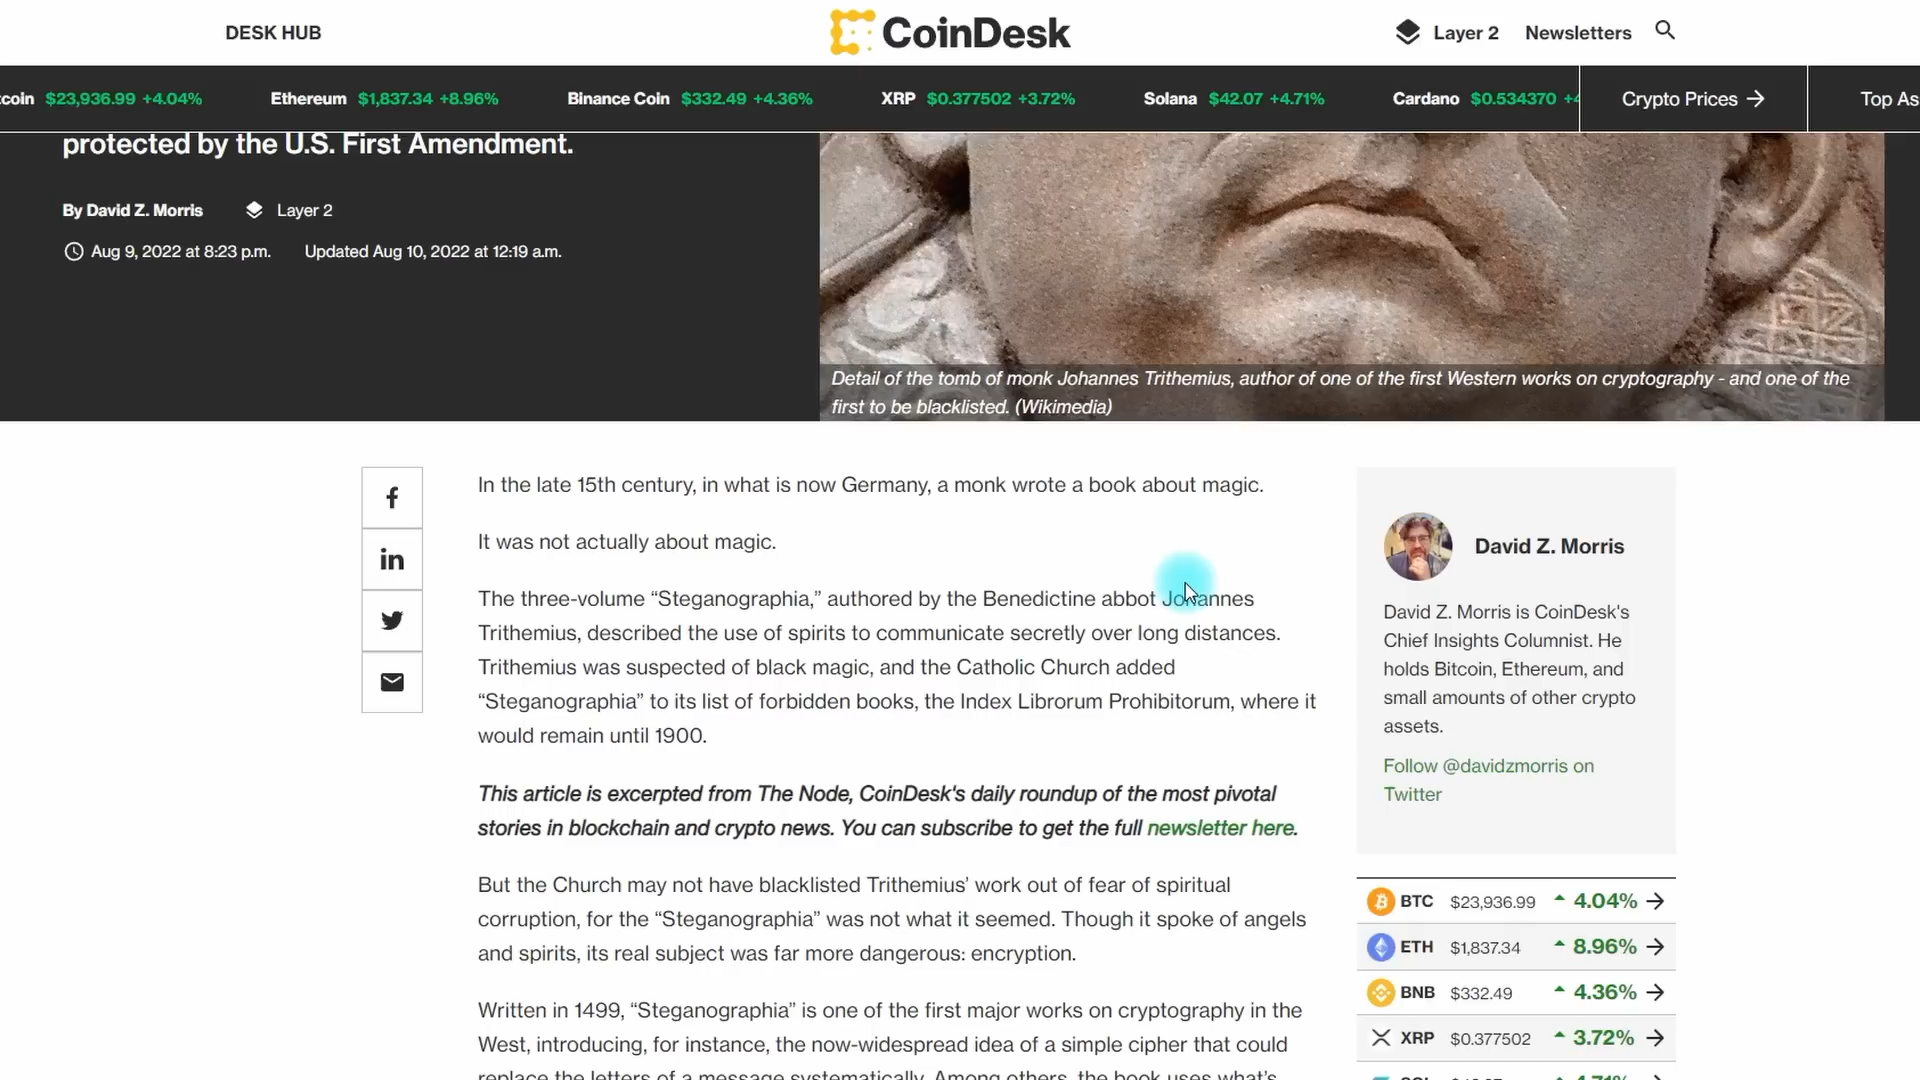 DESK HUB
CoinDesk
Layer 2
Newsletters
coin $23,936.99 +4.04%
Ethereum $1,837.34 +8.96%
Binance Coin $332.49 +4.36%
XRP $0.377502 +3.72%
Solana $42.07 +4.71%
Cardano $0.534370
Crypto Prices
Top As
protected by the U.S. First Amendment.
By David Z. Morris
Layer 2
Aug 9, 2022 at 8:23 p.m.
Updated Aug 10, 2022 at 12:19 a.m.
Detail of the tomb of monk Johannes Trithemius, author of one of the first Western works on cryptography - and one of the
first to be blacklisted. (Wikimedia)
In the late 15th century, in what is now Germany, a monk wrote a book about magic.
It was not actually about magic.
The three-volume “Steganographia,” authored by the Benedictine abbot Johannes
Trithemius, described the use of spirits to communicate secretly over long distances.
Trithemius was suspected of black magic, and the Catholic Church added
“Steganographia” to its list of forbidden books, the Index Librorum Prohibitorum, where it
would remain until 1900.
This article is excerpted from The Node, CoinDesk's daily roundup of the most pivotal
stories in blockchain and crypto news. You can subscribe to get the full newsletter here.
But the Church may not have blacklisted Trithemius’ work out of fear of spiritual
corruption, for the “Steganographia” was not what it seemed. Though it spoke of angels
and spirits, its real subject was far more dangerous: encryption.
Written in 1499, “Steganographia” is one of the first major works on cryptography in the
West, introducing, for instance, the now-widespread idea of a simple cipher that could
replace the letters of a message systematically. Among others, the book uses what’s
David Z. Morris
David Z. Morris is CoinDesk's
Chief Insights Columnist. He
holds Bitcoin, Ethereum, and
small amounts of other crypto
assets.
Follow @davidzmorris on
Twitter
BTC $23,936.99 4.04%
ETH $1,837.34 8.96%
BNB $332.49 4.36%
XRP $0.377502 3.72%